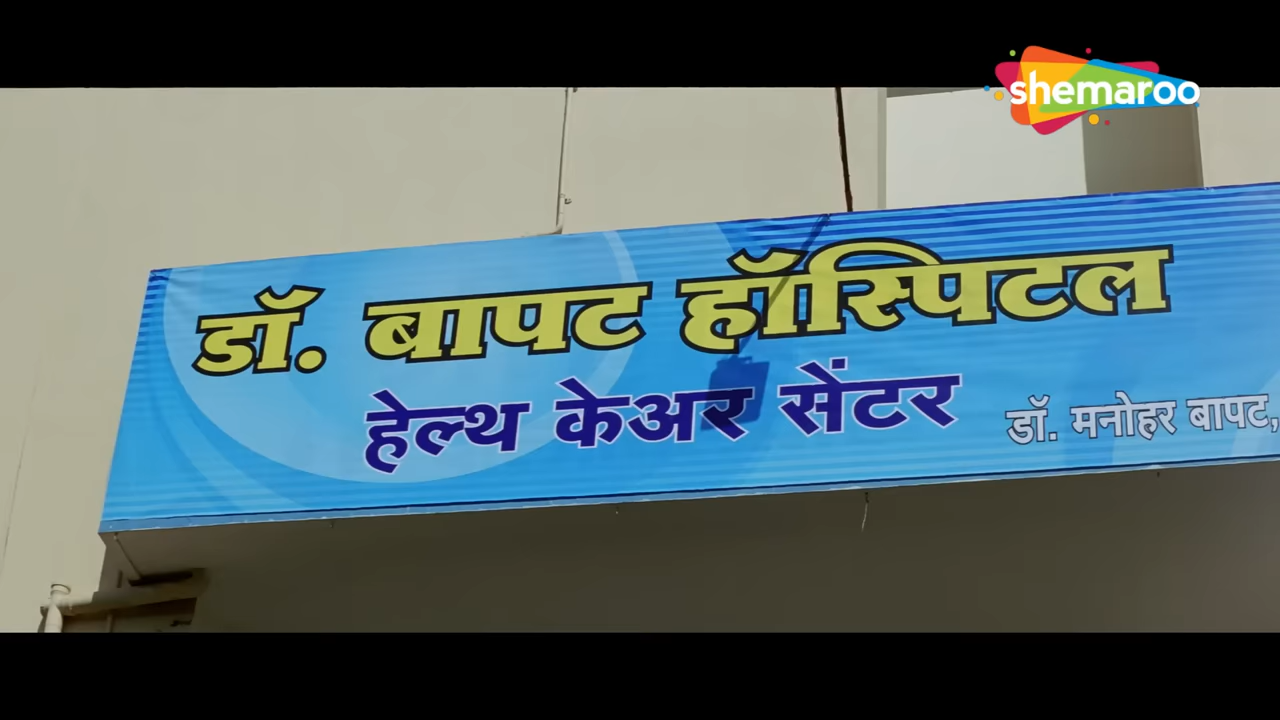 shemaroo
डॉ. बापट हॉस्पिटल
हेल्थ केअर सेंटर
डॉ. मनोहर बापट,